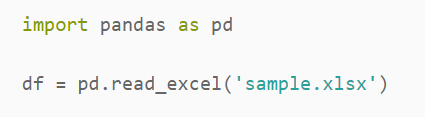 import pandas as pd
df = pd.read_excel('sample.xlsx')